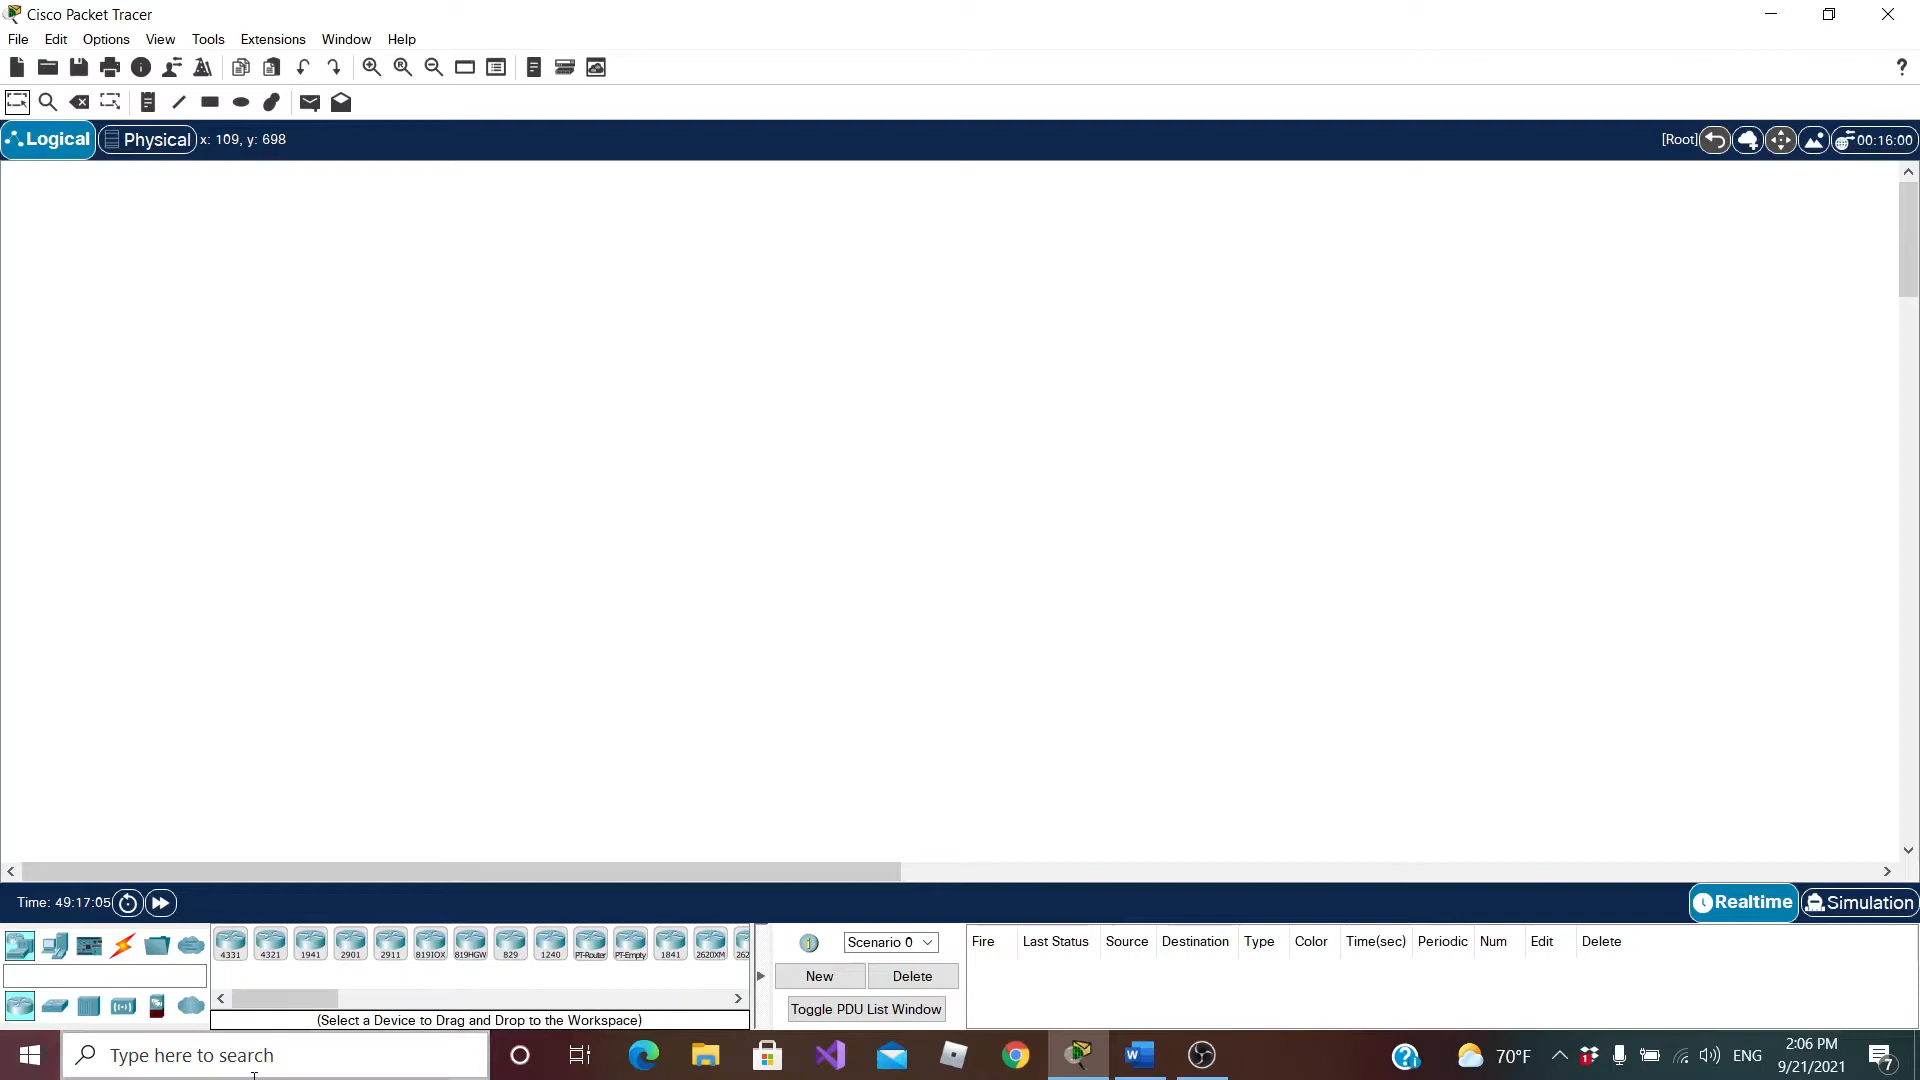 Cisco Packet Tracer
File Edit Options View Tools Extensions Window Help
?
Logical Physical x: 109, y: 698 [Root] 00:16:00
Time: 49:17:05 Realtime Simulation
4331 4321 1941 2901 2911 819IOX 819HGW 829 1240 PT-Router PT-Empty 1841 2620XM 262
(Select a Device to Drag and Drop to the Workspace)
Scenario 0
New Delete
Toggle PDU List Window
Fire Last Status Source Destination Type Color Time(sec) Periodic Num Edit Delete
Type here to search
70°F ENG 2:06 PM
9/21/2021 7